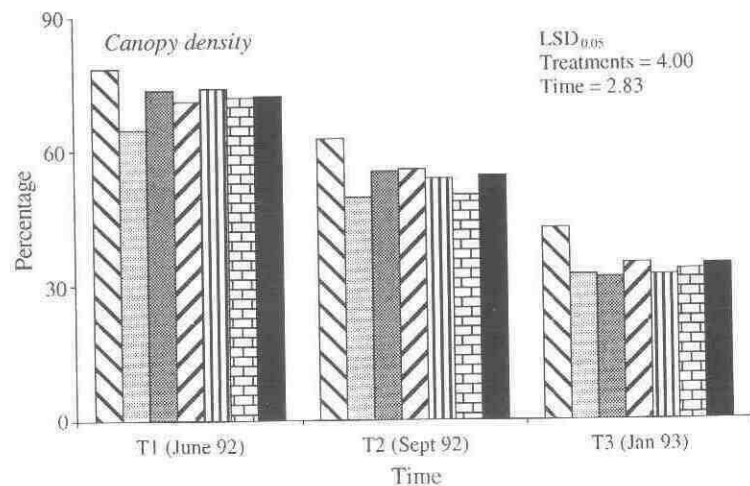 90
Canopy density
LSD0.05
Treatments = 4.00
Time = 2.83
60
Percentage
30
0
T1 (June 92)
T2 (Sept 92)
T3 (Jan 93)
Time